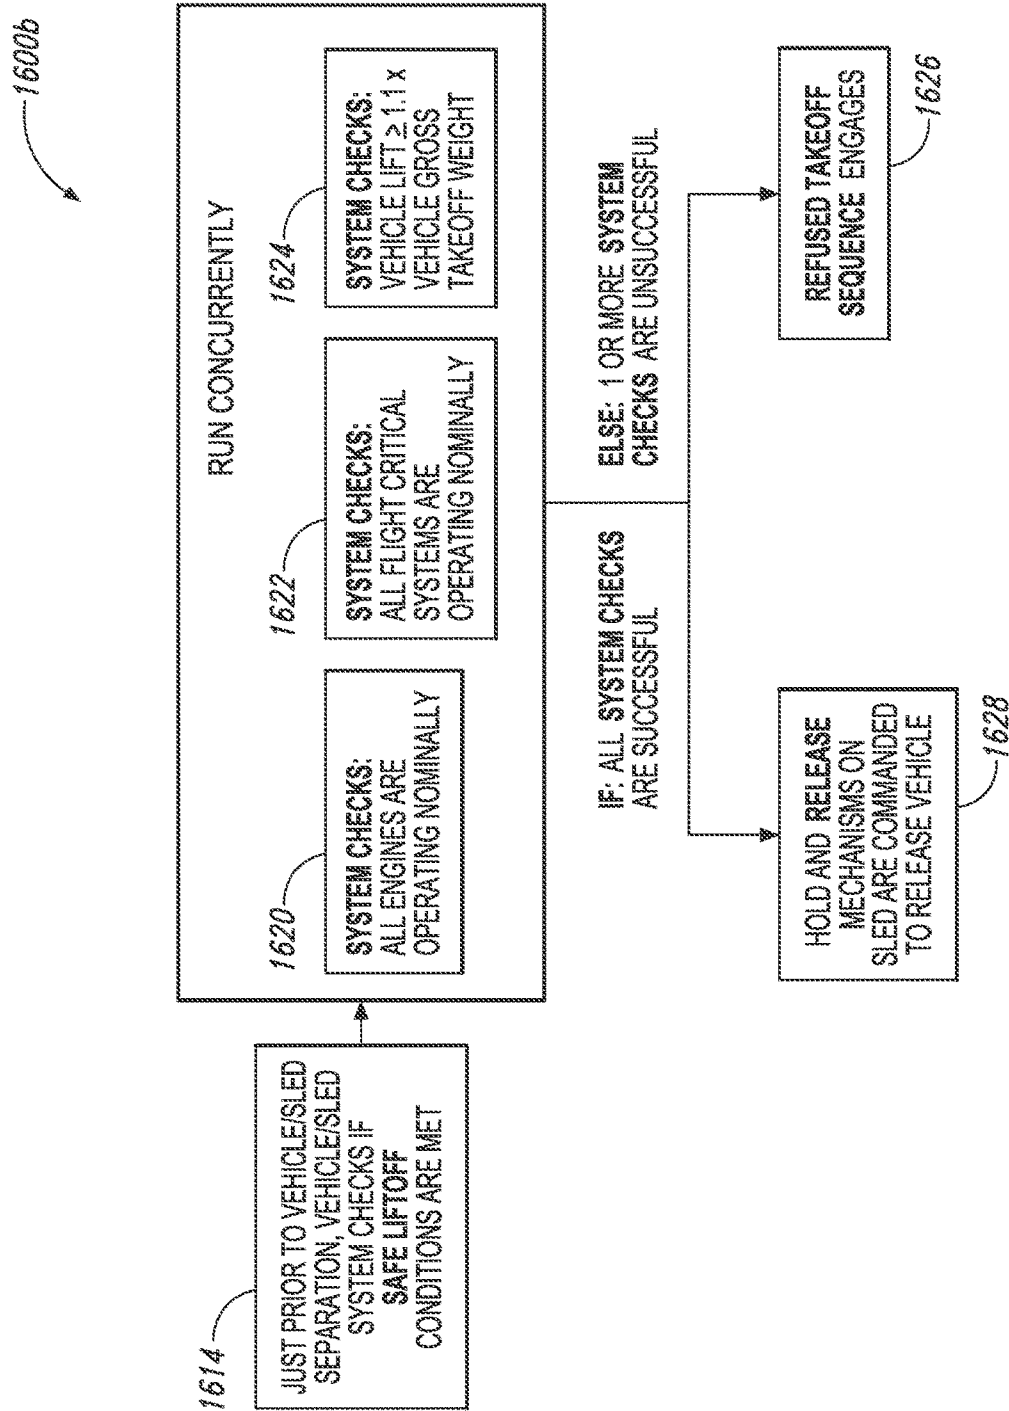 1600b
1614
JUST PRIOR TO VEHICLE/SLED
SEPARATION, VEHICLE/SLED
SYSTEM CHECKS IF
SAFE LIFTOFF
CONDITIONS ARE MET
RUN CONCURRENTLY
1620
SYSTEM CHECKS:
ALL ENGINES ARE
OPERATING NOMINALLY
1622
SYSTEM CHECKS:
ALL FLIGHT CRITICAL
SYSTEMS ARE
OPERATING NOMINALLY
1624
SYSTEM CHECKS:
VEHICLE LIFT ≥ 1.1 x
VEHICLE GROSS
TAKEOFF WEIGHT
IF: ALL SYSTEM CHECKS
ARE SUCCESSFUL
ELSE: 1 OR MORE SYSTEM
CHECKS ARE UNSUCCESSFUL
HOLD AND RELEASE
MECHANISMS ON
SLED ARE COMMANDED
TO RELEASE VEHICLE
1628
REFUSED TAKEOFF
SEQUENCE ENGAGES
1626